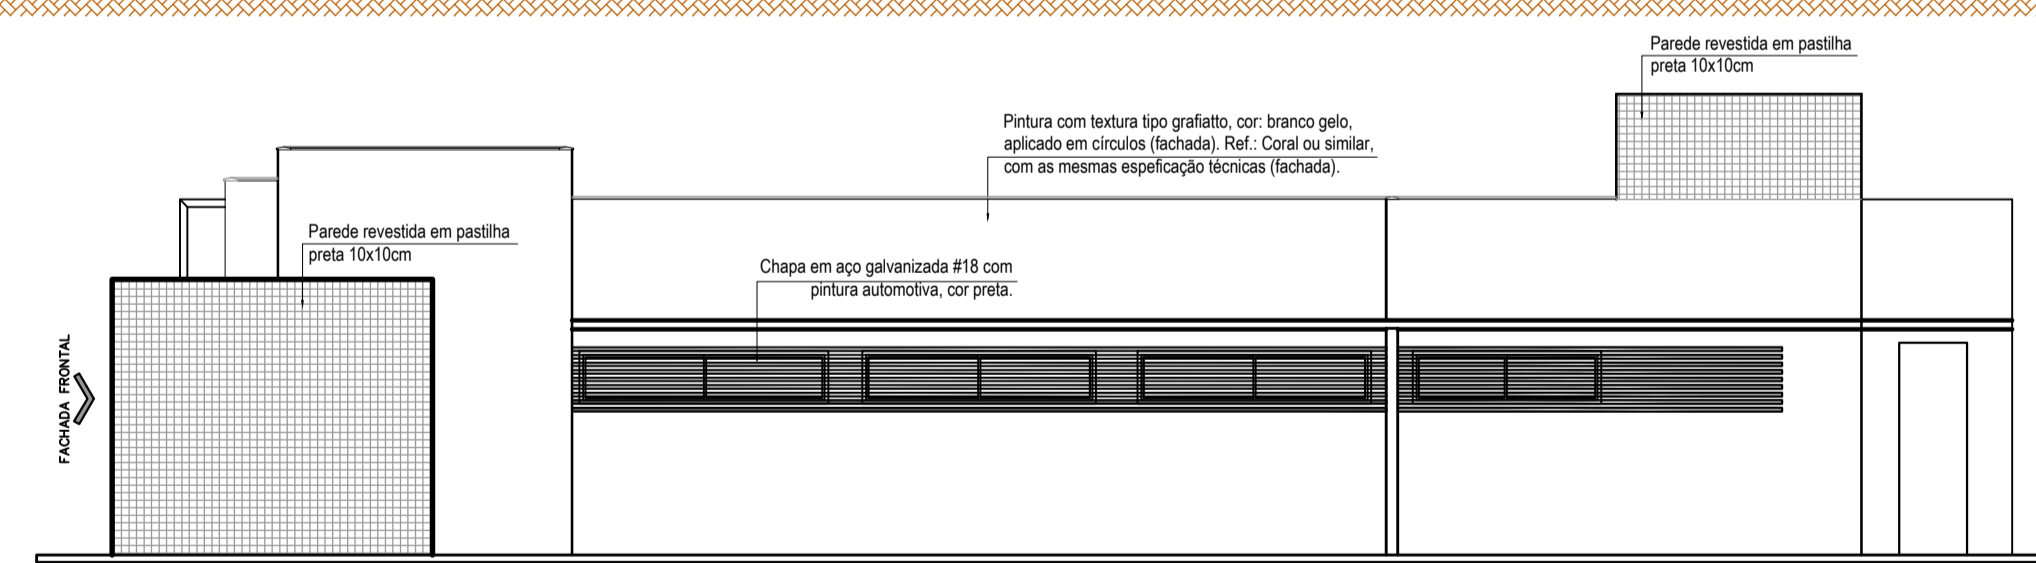 Parede revestida em pastilha
preta 10x10cm
Pintura com textura tipo grafiatto, cor: branco gelo,
aplicado em círculos (fachada). Ref.: Coral ou similar,
com as mesmas espeficação técnicas (fachada).
Parede revestida em pastilha
preta 10x10cm
Chapa em aço galvanizada #18 com
pintura automotiva, cor preta.
FACHADA FRONTAL